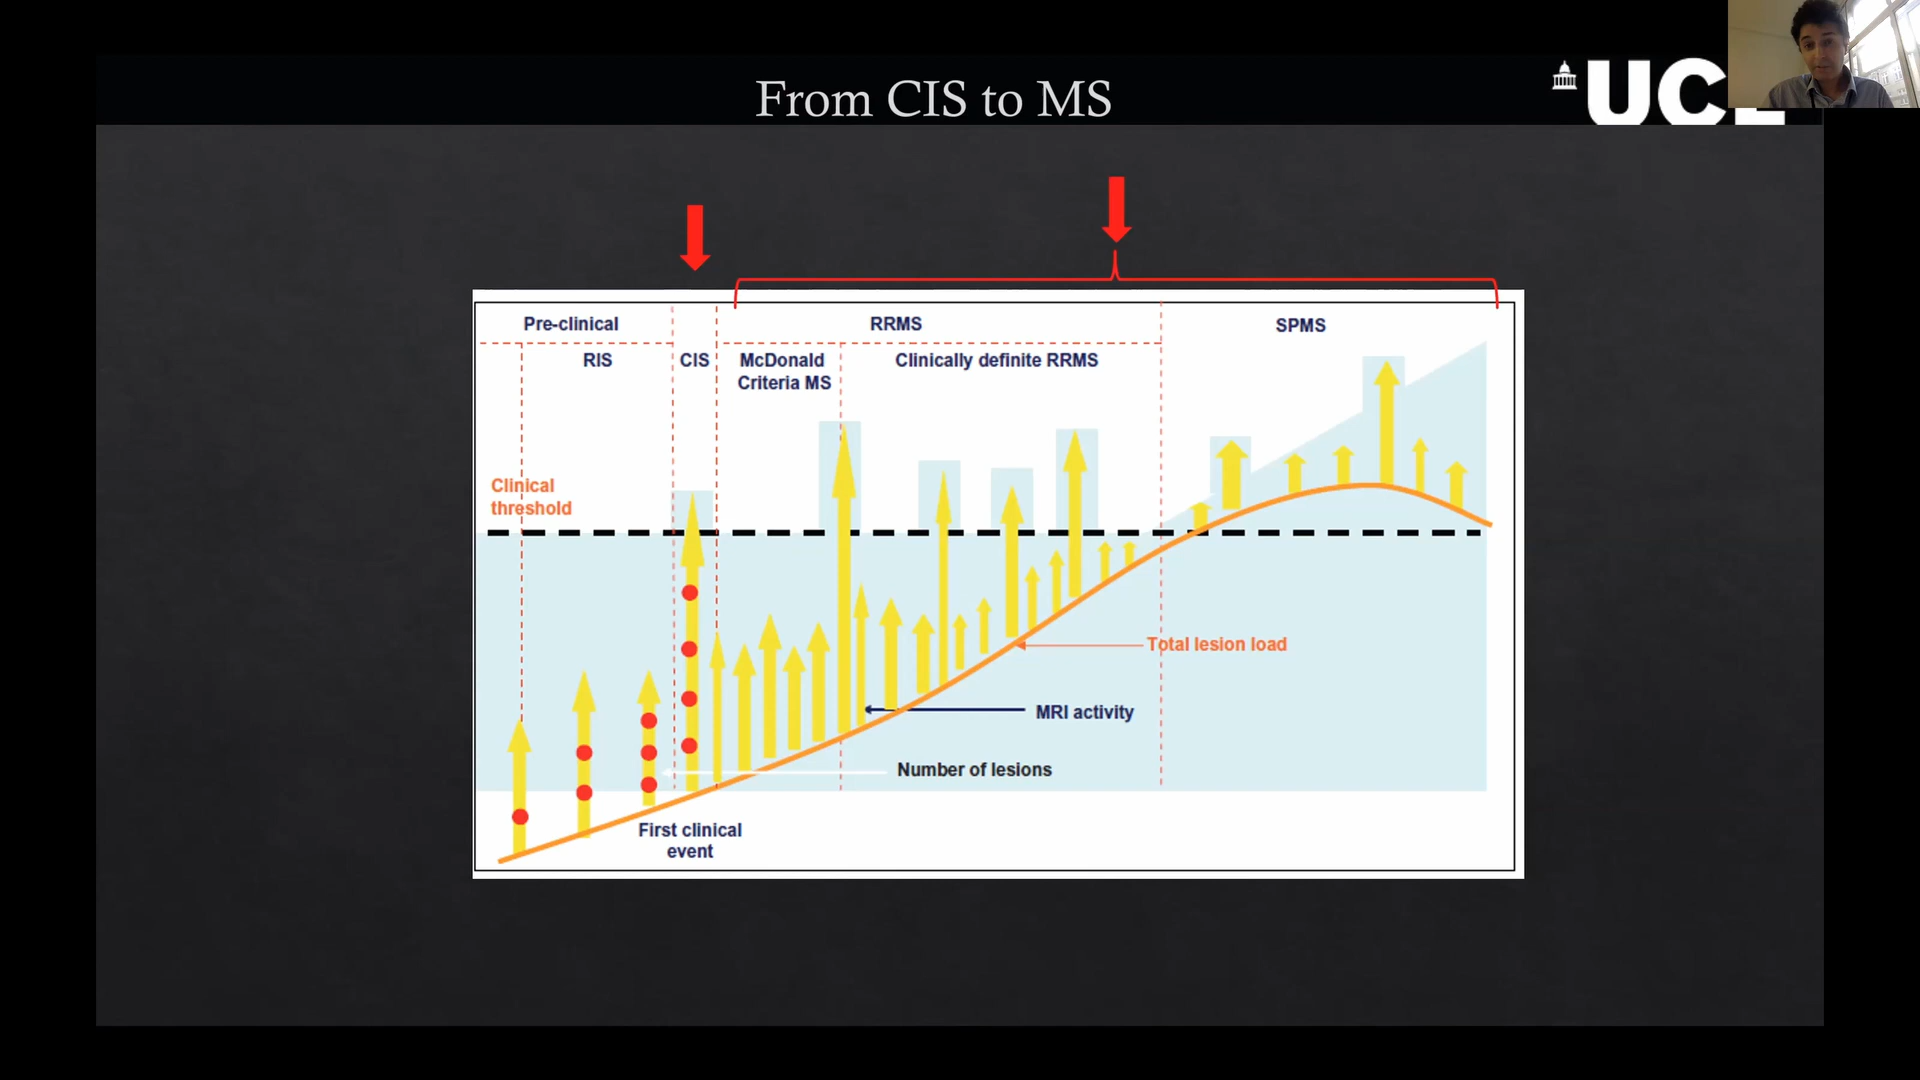 From CIS to MS
UCL
Pre-clinical
RRMS
SPMS
RIS
CIS
McDonald
Criteria MS
Clinically definite RRMS
Clinical
threshold
Total lesion load
MRI activity
Number of lesions
First clinical
event